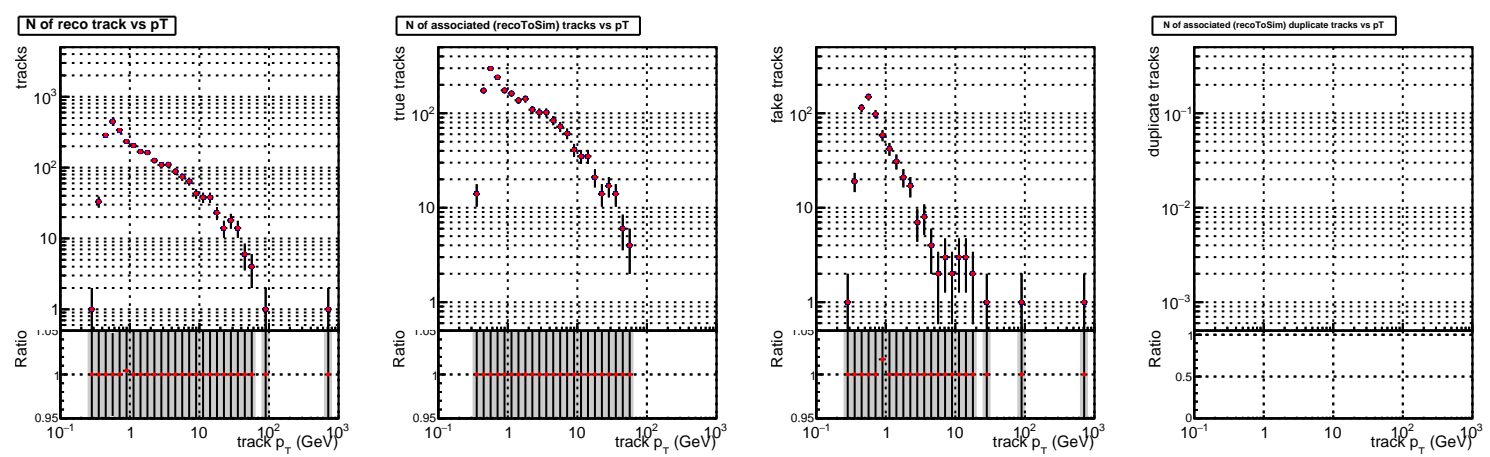 N of reco track vs pT
tracks
10³
10²
10
1
Ratio
1.05
1
0.95
10⁻¹ 1 10 10² 10³
track p_T (GeV)
N of associated (recoToSim) tracks vs pT
true tracks
10²
10
1
Ratio
1.05
1
0.95
10⁻¹ 1 10 10² 10³
track p_T (GeV)
fake tracks
10²
10
1
Ratio
1.05
1
0.95
10⁻¹ 1 10 10² 10³
track p_T (GeV)
N of associated (recoToSim) duplicate tracks vs pT
duplicate tracks
10⁻¹
10⁻²
10⁻³
Ratio
1
0.5
0
10⁻¹ 1 10 10² 10³
track p_T (GeV)